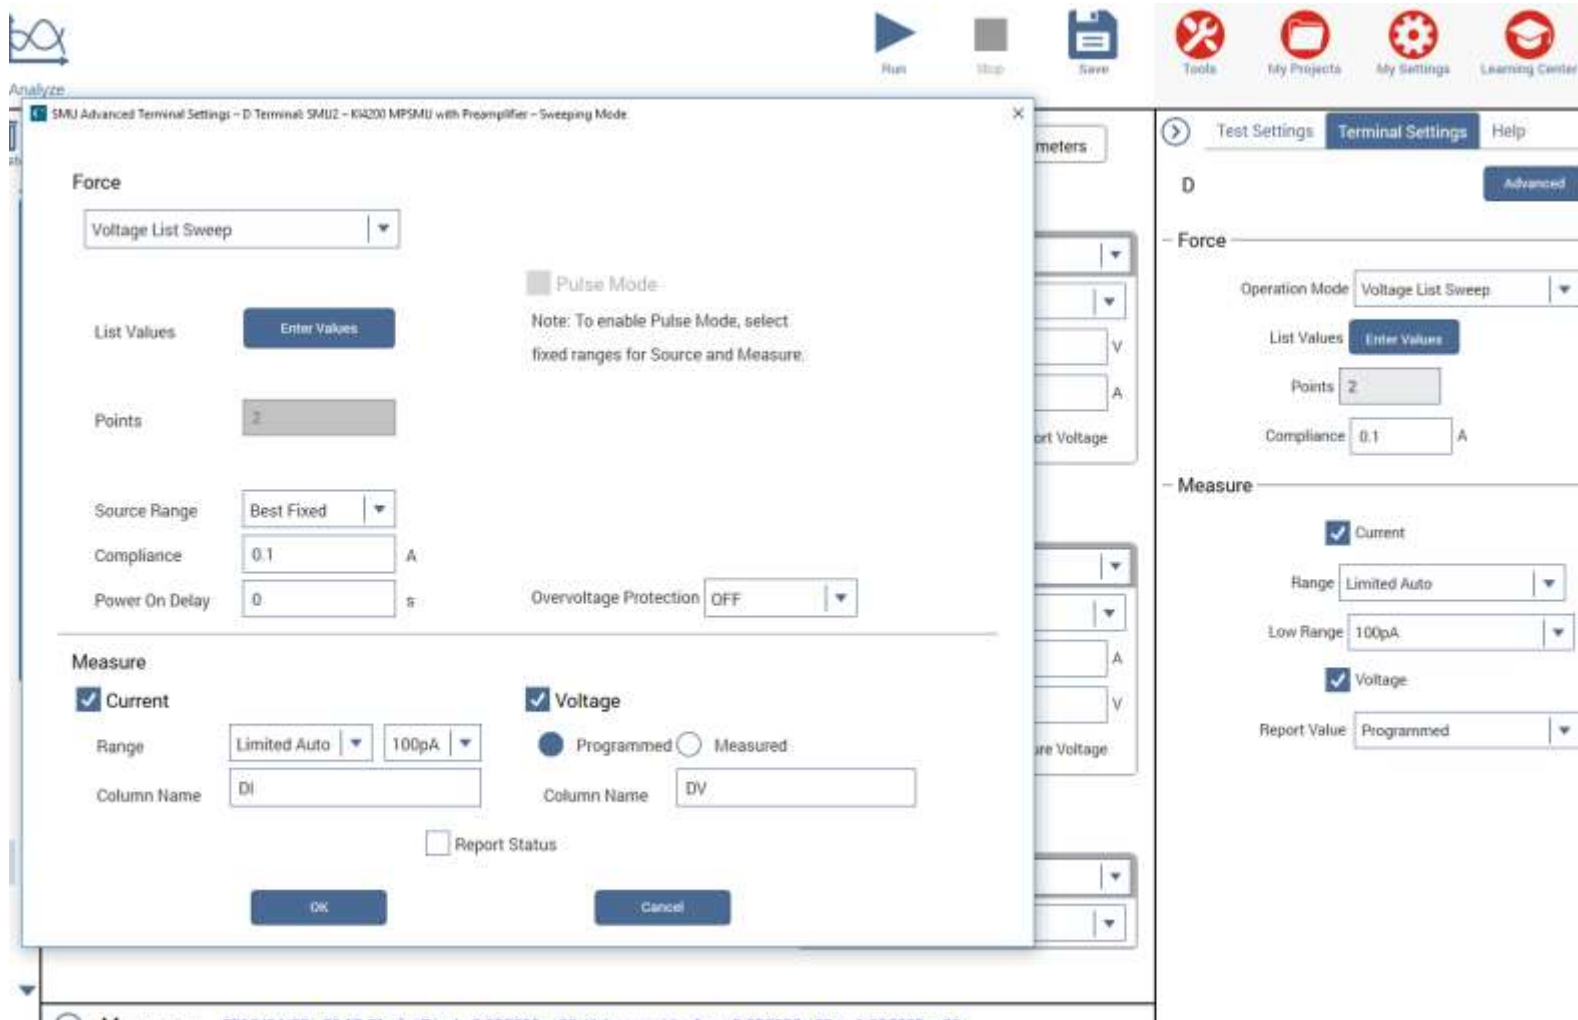 Analyze
Run
Stop
Save
Tools
My Projects
My Settings
Learning Center
SMU Advanced Terminal Settings – D Terminal: SMU2 – KI4200 MPSMU with Preamplifier – Sweeping Mode
Force
Voltage List Sweep
Pulse Mode
Note: To enable Pulse Mode, select
fixed ranges for Source and Measure.
List Values
Enter Values
Points
2
Source Range
Best Fixed
Compliance
0.1
A
Power On Delay
0
s
Overvoltage Protection
OFF
Measure
Current
Voltage
Range
Limited Auto
100pA
Programmed
Measured
Column Name
DI
Column Name
DV
Report Status
OK
Cancel
meters
V
A
ort Voltage
A
V
ure Voltage
Test Settings
Terminal Settings
Help
D
Advanced
Force
Operation Mode
Voltage List Sweep
List Values
Enter Values
Points
2
Compliance
0.1
A
Measure
Current
Range
Limited Auto
Low Range
100pA
Voltage
Report Value
Programmed